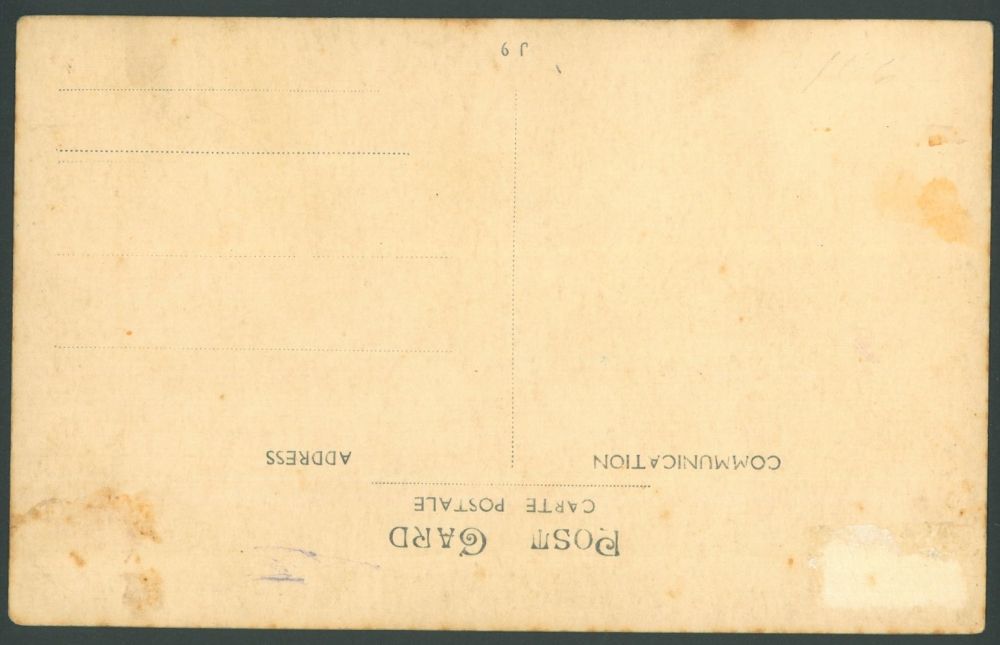 POST CARD
CARTE POSTALE
COMMUNICATION
ADDRESS